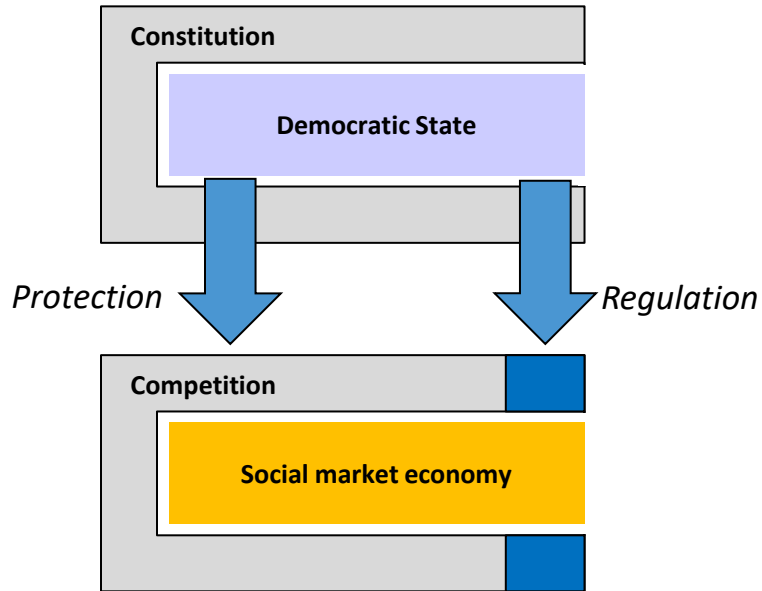 Constitution
Democratic State
Protection
Regulation
Competition
Social market economy